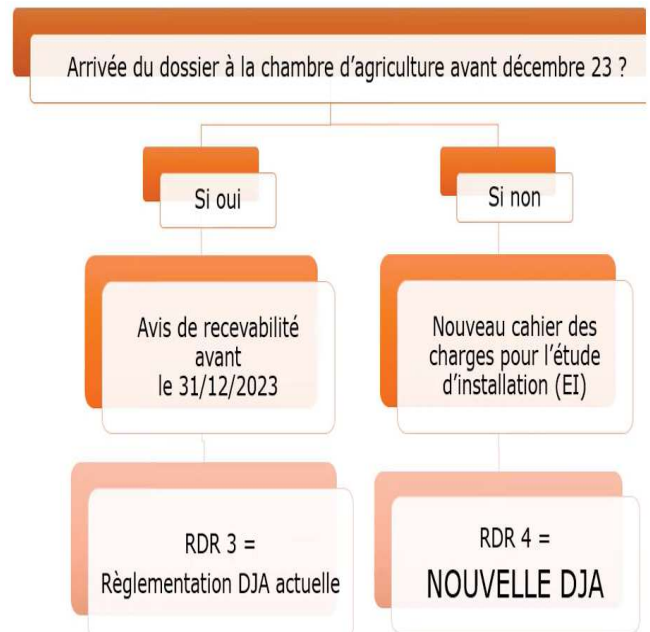 Arrivée du dossier à la chambre d’agriculture avant décembre 23 ?
Si oui
Si non
Avis de recevabilité
avant
le 31/12/2023
Nouveau cahier des
charges pour l’étude
d’installation (EI)
RDR 3 =
Règlementation DJA actuelle
RDR 4 =
NOUVELLE DJA